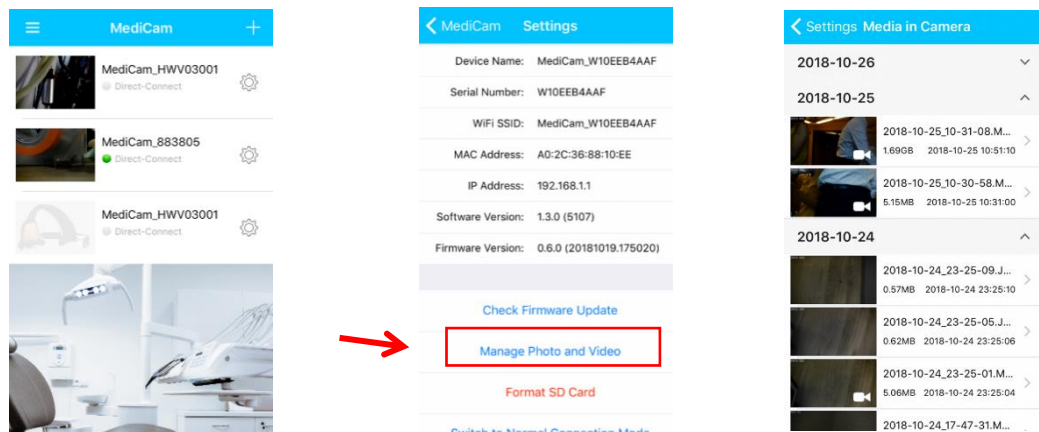 MediCam
MediCam_HWV03001
Direct-Connect
MediCam_883805
Direct-Connect
MediCam_HWV03001
Direct-Connect
MediCam Settings
Device Name: MediCam_W10EEB4AAF
Serial Number: W10EEB4AAF
WiFi SSID: MediCam_W10EEB4AAF
MAC Address: A0:2C:36:88:10:EE
IP Address: 192.168.1.1
Software Version: 1.3.0 (5107)
Firmware Version: 0.6.0 (20181019.175020)
Check Firmware Update
Manage Photo and Video
Format SD Card
Switch to Normal Connection Mode
Settings Media in Camera
2018-10-26
2018-10-25
2018-10-25_10-31-08.M...
1.69GB 2018-10-25 10:51:10
2018-10-25_10-30-58.M...
5.15MB 2018-10-25 10:31:00
2018-10-24
2018-10-24_23-25-09.J...
0.57MB 2018-10-24 23:25:10
2018-10-24_23-25-05.J...
0.62MB 2018-10-24 23:25:06
2018-10-24_23-25-01.M...
5.06MB 2018-10-24 23:25:04
2018-10-24_17-47-31.M...